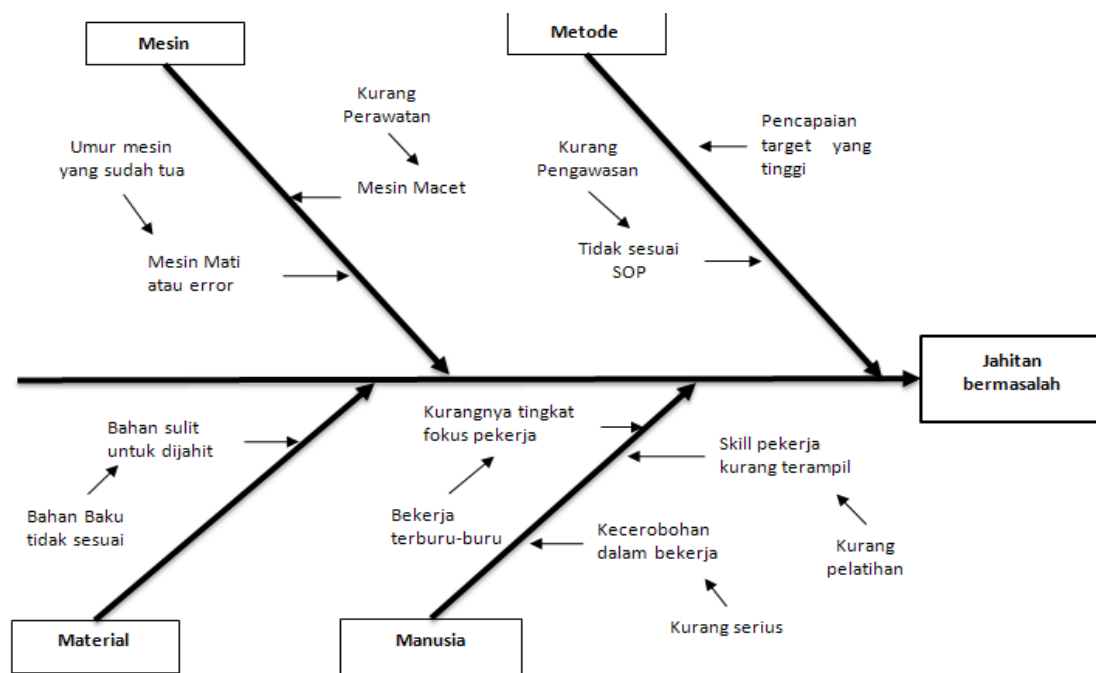 Mesin
Metode
Kurang
Perawatan
Umur mesin
yang sudah tua
Mesin Macet
Mesin Mati
atau error
Kurang
Pengawasan
Pencapaian
target yang
tinggi
Tidak sesuai
SOP
Jahitan
bermasalah
Bahan sulit
untuk dijahit
Bahan Baku
tidak sesuai
Kurangnya tingkat
fokus pekerja
Bekerja
terburu-buru
Skill pekerja
kurang terampil
Kecerobohan
dalam bekerja
Kurang
pelatihan
Kurang serius
Material
Manusia